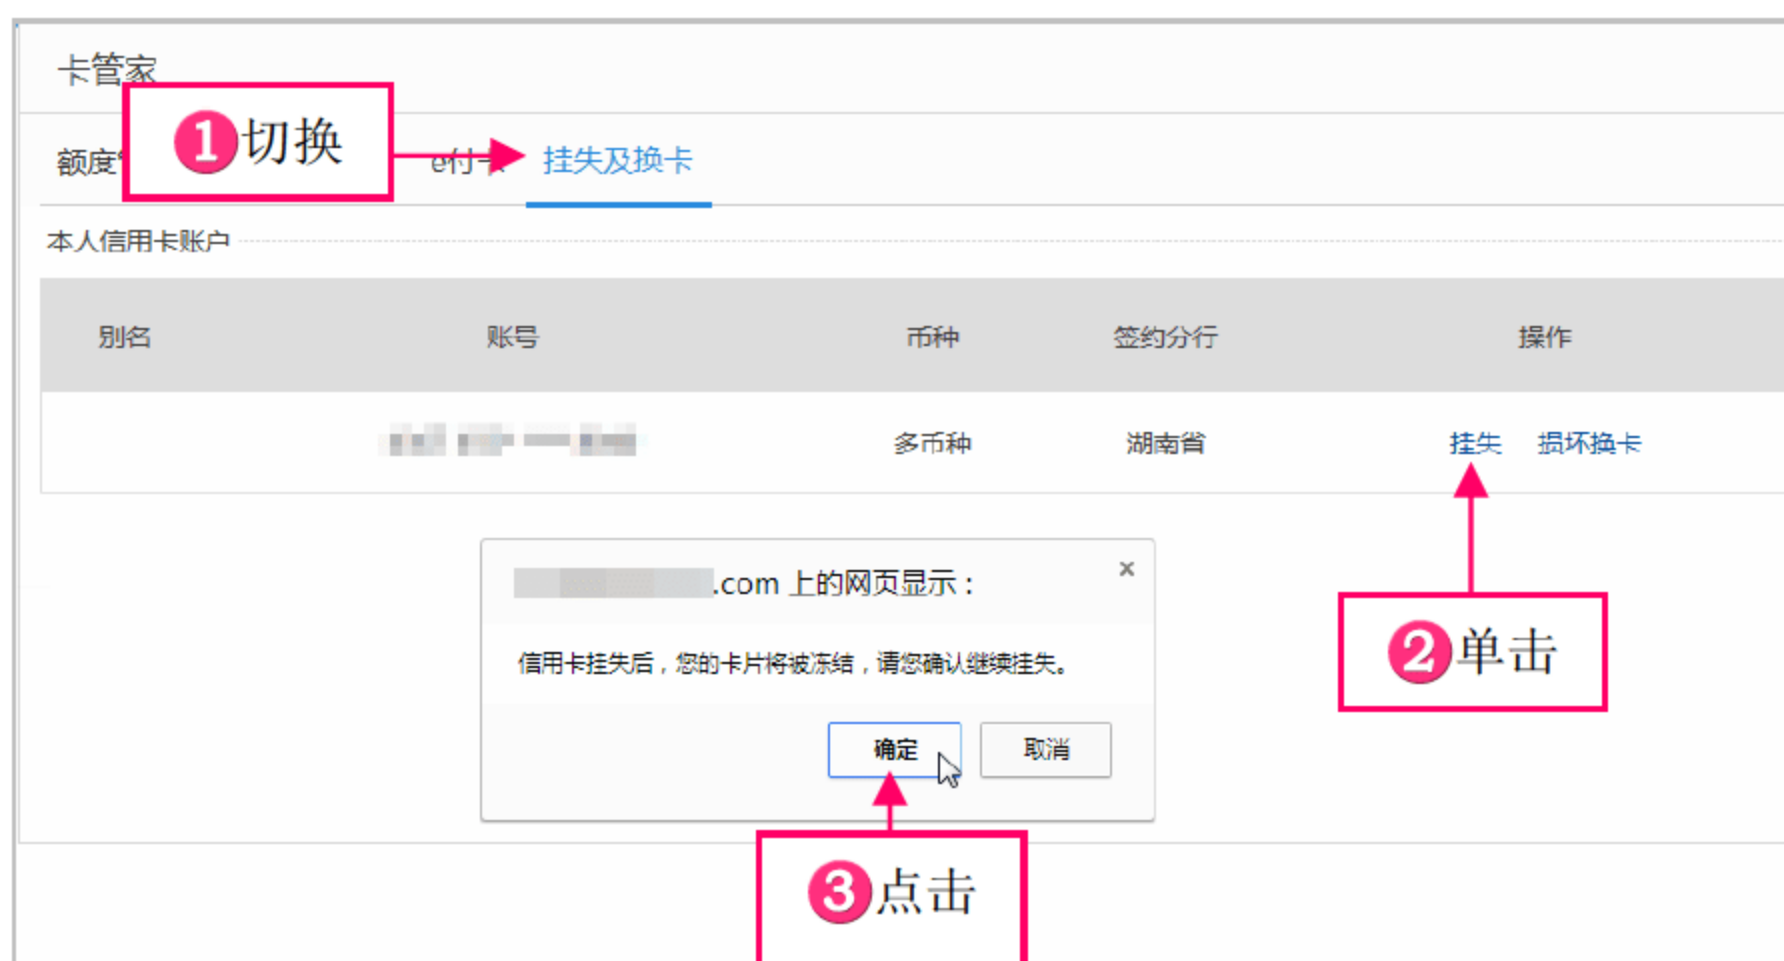 卡管家
❶切换
额度
e付卡
挂失及换卡
本人信用卡账户
别名 账号 币种 签约分行 操作
多币种 湖南省 挂失 损坏换卡
.com 上的网页显示：
×
信用卡挂失后，您的卡片将被冻结，请您确认继续挂失。
确定 取消
❷单击
❸点击